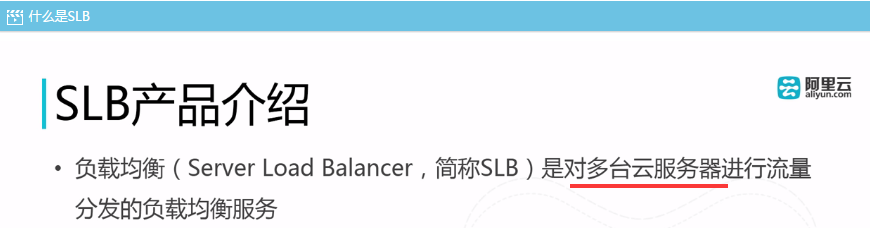 什么是SLB
SLB产品介绍
阿里云
aliyun.com
• 负载均衡（Server Load Balancer，简称SLB）是对多台云服务器进行流量
分发的负载均衡服务